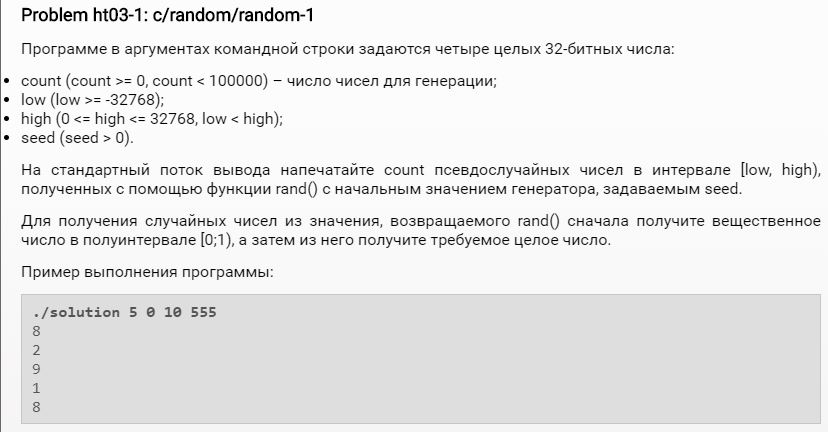 Problem ht03-1: c/random/random-1
Программе в аргументах командной строки задаются четыре целых 32-битных числа:
• count (count >= 0, count < 100000) – число чисел для генерации;
• low (low >= -32768);
• high (0 <= high <= 32768, low < high);
• seed (seed > 0).
На стандартный поток вывода напечатайте count псевдослучайных чисел в интервале [low, high),
полученных с помощью функции rand() с начальным значением генератора, задаваемым seed.
Для получения случайных чисел из значения, возвращаемого rand() сначала получите вещественное
число в полуинтервале [0;1), а затем из него получите требуемое целое число.
Пример выполнения программы:
./solution 5 0 10 555
8
2
9
1
8